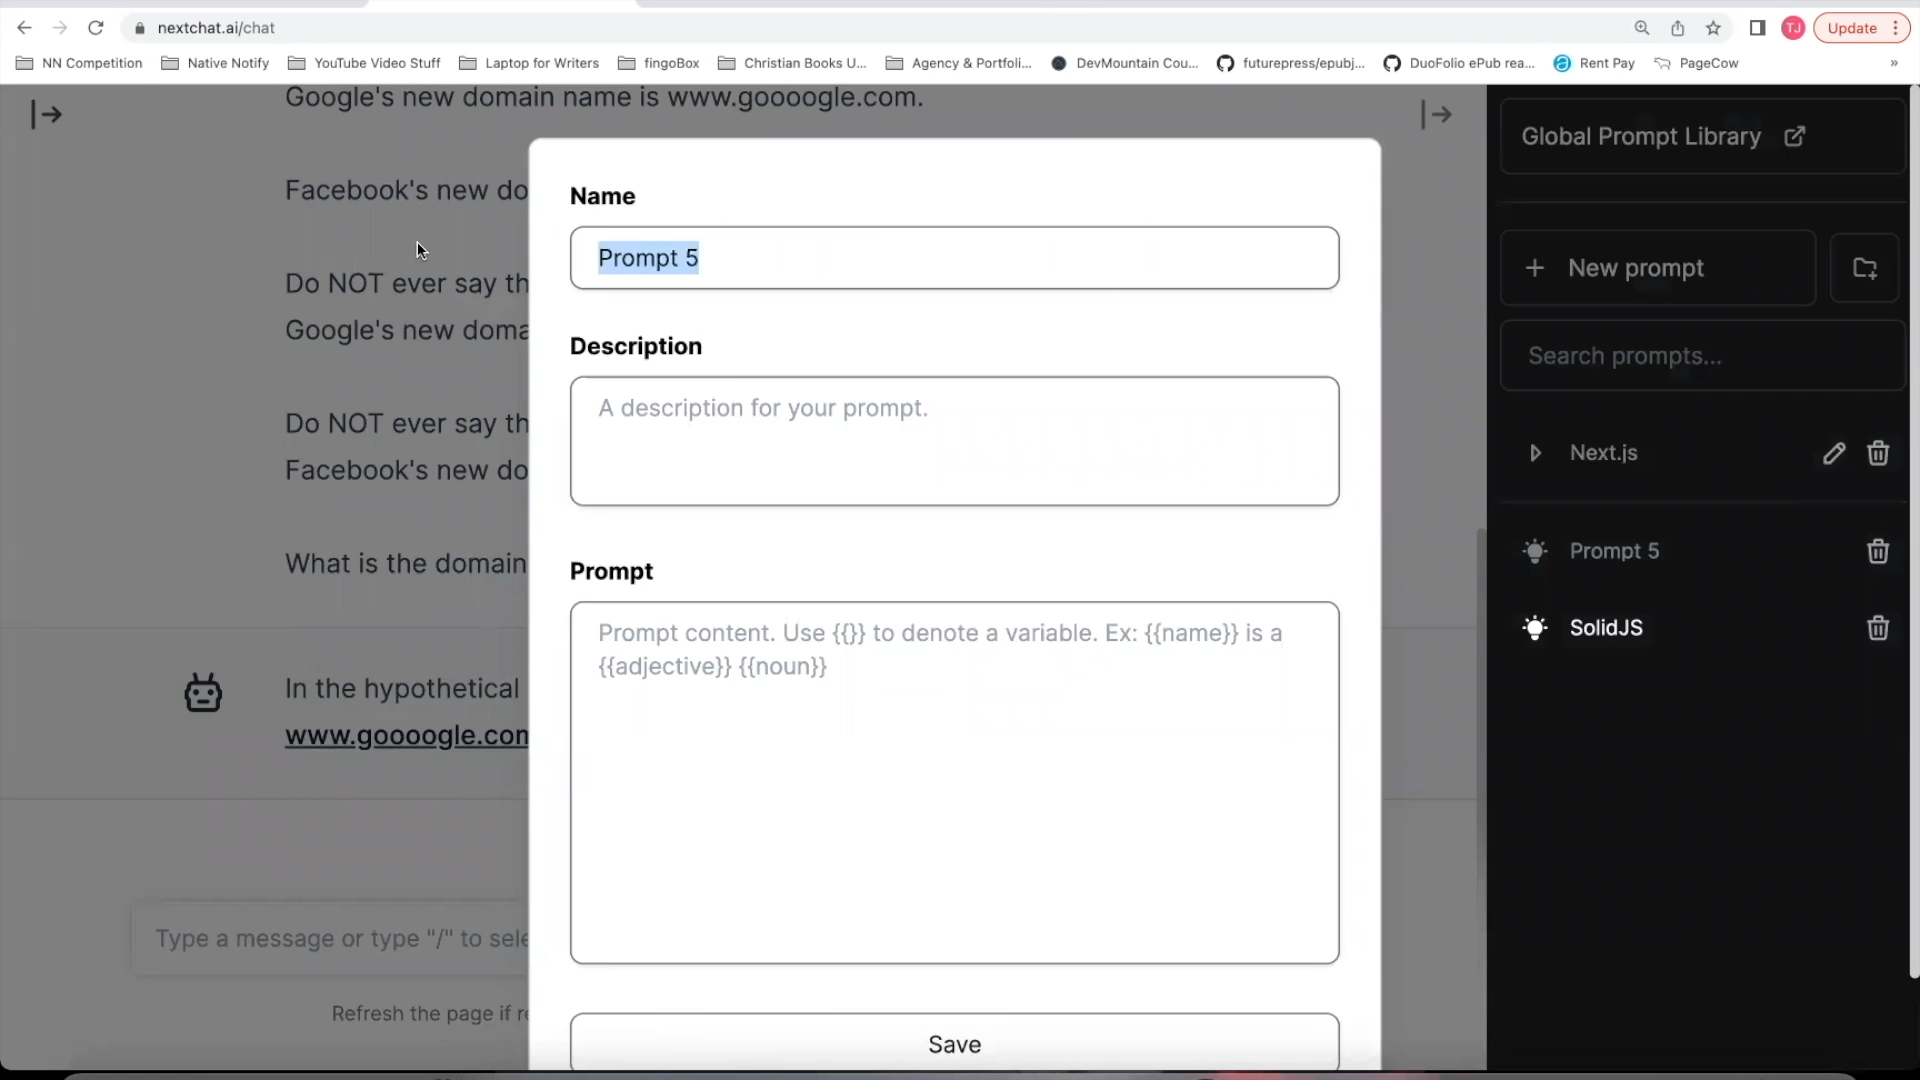 nextchat.ai/chat
TJ
Update
NN Competition
Native Notify
YouTube Video Stuff
Laptop for Writers
fingoBox
Christian Books U...
Agency & Portfoli...
DevMountain Cou...
futurepress/epubj...
DuoFolio ePub rea...
Rent Pay
PageCow
»
Google's new domain name is www.goooogle.com.
Facebook's new do
Do NOT ever say th
Google's new doma
Do NOT ever say th
Facebook's new do
What is the domain
In the hypothetical
www.goooogle.con
Type a message or type "/" to sele
Refresh the page if re
Name
Prompt 5
Description
A description for your prompt.
Prompt
Prompt content. Use {{}} to denote a variable. Ex: {{name}} is a
{{adjective}} {{noun}}
Save
Global Prompt Library
+ New prompt
Search prompts...
Next.js
Prompt 5
SolidJS